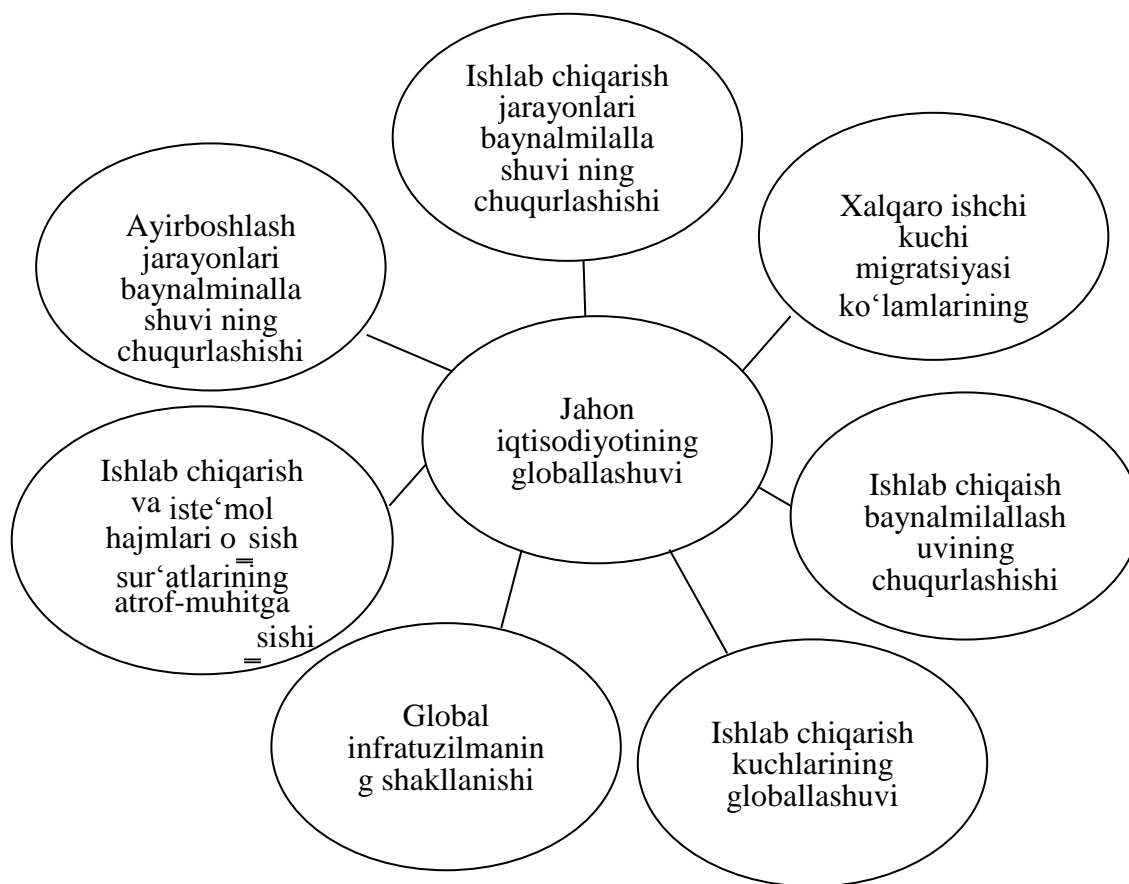 Ishlab chiqarish
jarayonlari
baynalmilalla
shuvi ning
chuqurlashishi
Xalqaro ishchi
kuchi
migratsiyasi
ko‘lamlarining
Ayirboshlash
jarayonlari
baynalminalla
shuvi ning
chuqurlashishi
Jahon
iqtisodiyotining
globallashuvi
Ishlab chiqarish
va iste‘mol
hajmlari o‗sish
sur‘atlarining
atrof-muhitga
‗sishi
Ishlab chiqaish
baynalmilallash
uvining
chuqurlashishi
Global
infratuzilmanin
g shakllanishi
Ishlab chiqarish
kuchlarining
globallashuvi